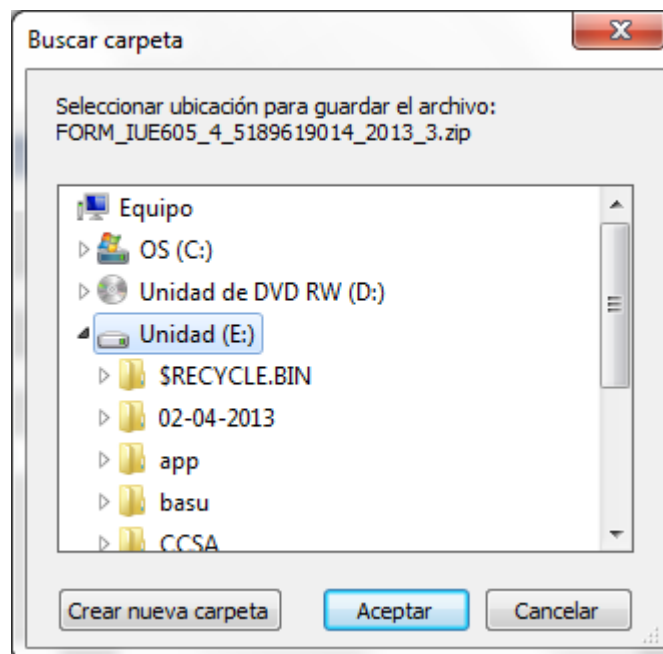 Buscar carpeta
Seleccionar ubicación para guardar el archivo:
FORM_IUE605_4_5189619014_2013_3.zip
Equipo
OS (C:)
Unidad de DVD RW (D:)
Unidad (E:)
$RECYCLE.BIN
02-04-2013
app
basu
CCSA
Crear nueva carpeta
Aceptar
Cancelar